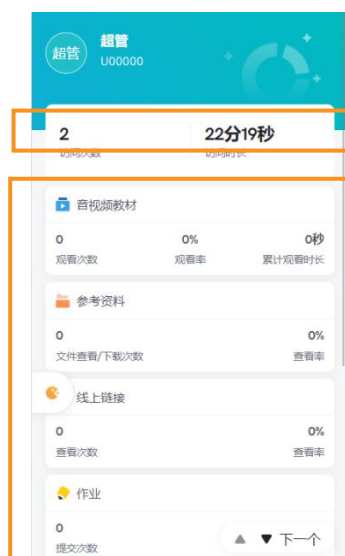 超管
超管
U00000
2
22分19秒
访问次数
访问时长
音视频教材
0
0%
0秒
观看次数
观看率
累计观看时长
参考资料
0
0%
文件查看/下载次数
查看率
线上链接
0
0%
查看次数
查看率
作业
0
提交次数
▲ ▼ 下一个